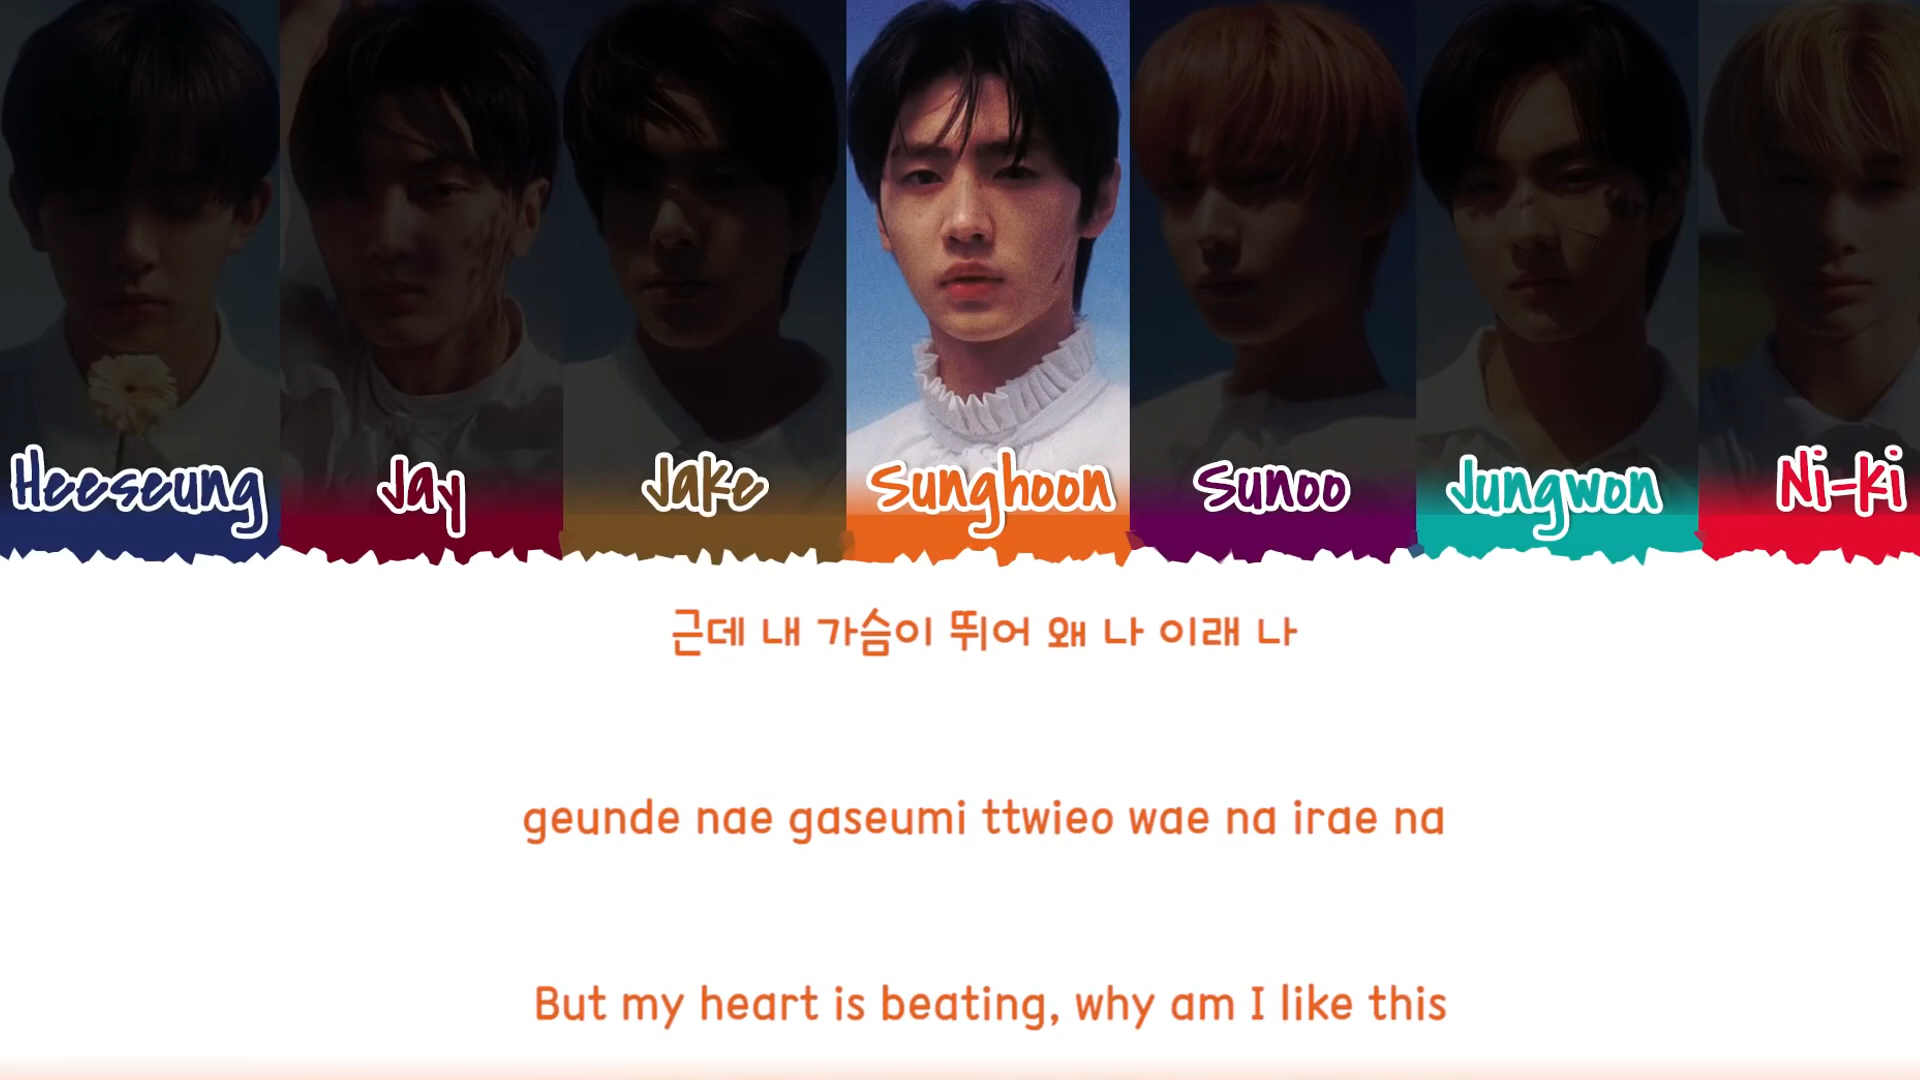 Heeseung Jay Jake Sunghoon Sunoo Jungwon Ni-ki
근데 내 가슴이 뛰어 왜 나 이래 나
geunde nae gaseumi ttwieo wae na irae na
But my heart is beating, why am I like this